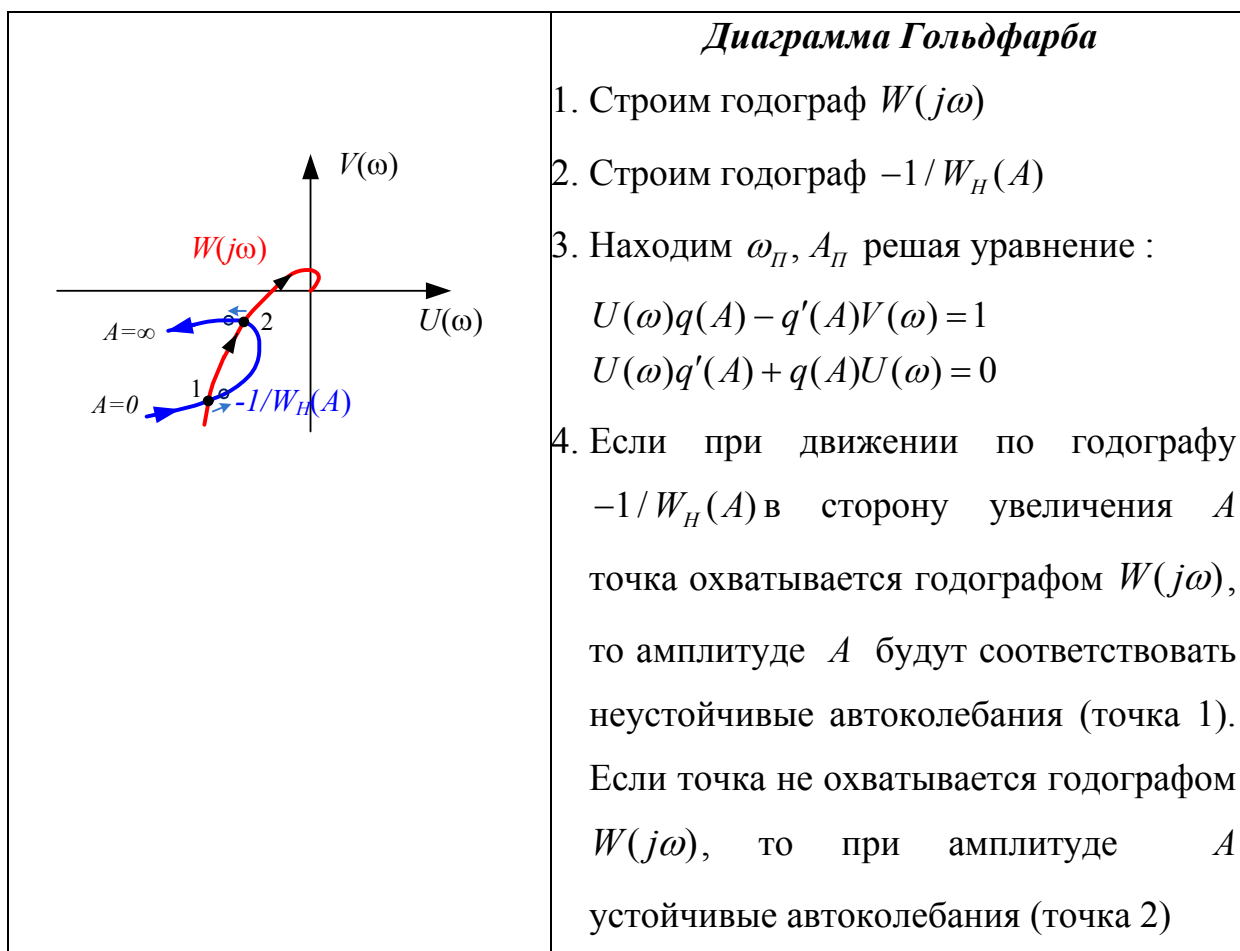 V(ω)
W(jω)
A=∞
2
U(ω)
1
A=0
-1/W_H(A)
Диаграмма Гольдфарба
1. Строим годограф W(jω)
2. Строим годограф −1/W_H(A)
3. Находим ω_П, A_П решая уравнение :
U(ω)q(A) − q′(A)V(ω) = 1
U(ω)q′(A) + q(A)U(ω) = 0
4. Если при движении по годографу
−1/W_H(A) в сторону увеличения A
точка охватывается годографом W(jω),
то амплитуде A будут соответствовать
неустойчивые автоколебания (точка 1).
Если точка не охватывается годографом
W(jω), то при амплитуде A
устойчивые автоколебания (точка 2)